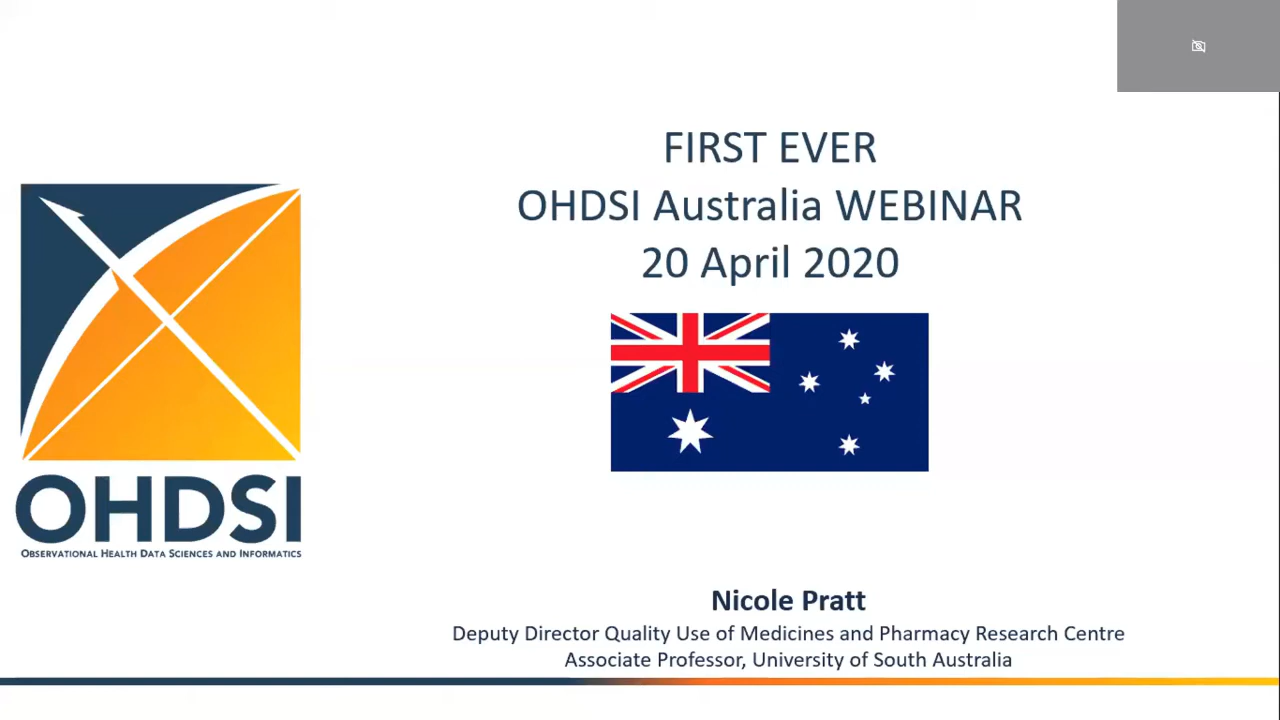 FIRST EVER
OHDSI Australia WEBINAR
20 April 2020
OHDSI
OBSERVATIONAL HEALTH DATA SCIENCES AND INFORMATICS
Nicole Pratt
Deputy Director Quality Use of Medicines and Pharmacy Research Centre
Associate Professor, University of South Australia